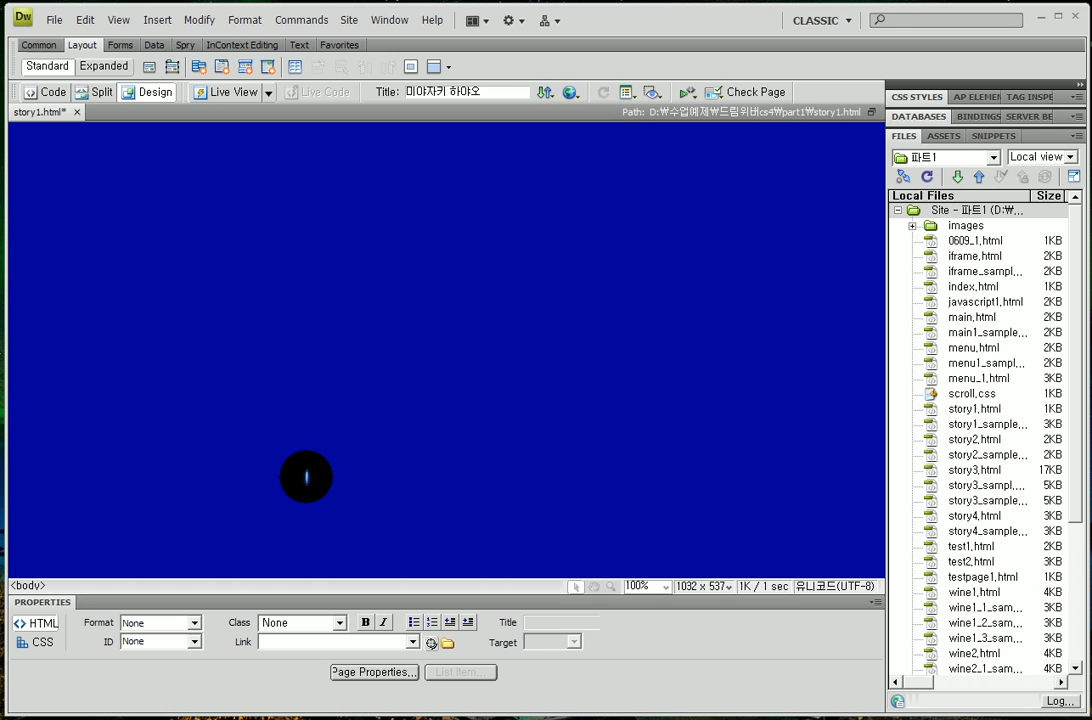 Dw File Edit View Insert Modify Format Commands Site Window Help CLASSIC
Common Layout Forms Data Spry InContext Editing Text Favorites
Standard Expanded
Code Split Design Live View Live Code Title: 미야자키 하야오 Check Page
story1.html* Path: D:\수업예제\드림위버cs4\part1\story1.html
CSS STYLES AP ELEMEN TAG INSPE
DATABASES BINDINGS SERVER BE
FILES ASSETS SNIPPETS
파트1 Local view
Local Files Size
Site - 파트1 (D:\...
images
0609_1.html 1KB
iframe.html 2KB
iframe_sampl... 2KB
index.html 1KB
javascript1.html 2KB
main.html 2KB
main1_sample... 2KB
menu.html 2KB
menu1_sampl... 2KB
menu_1.html 3KB
scroll.css 1KB
story1.html 1KB
story1_sample... 3KB
story2.html 2KB
story2_sample... 2KB
story3.html 17KB
story3_sampl... 5KB
story3_sample... 5KB
story4.html 3KB
story4_sample... 3KB
test1.html 2KB
test2.html 3KB
testpage1.html 1KB
wine1.html 4KB
wine1_1_sam... 3KB
wine1_2_sam... 3KB
wine1_3_sam... 3KB
wine2.html 4KB
wine2_1_sam... 4KB
Log...
<body> 100% 1032 x 537 1K / 1 sec 유니코드(UTF-8)
PROPERTIES
HTML Format None Class None B I Title
CSS ID None Link Target
Page Properties... List Item...